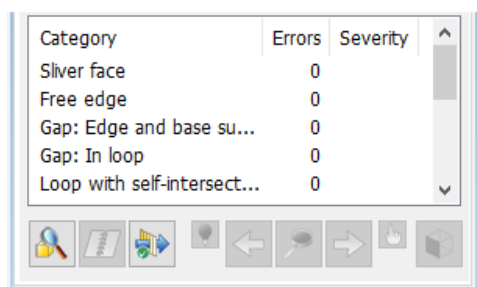 Category Errors Severity
Sliver face 0
Free edge 0
Gap: Edge and base su... 0
Gap: In loop 0
Loop with self-intersect... 0